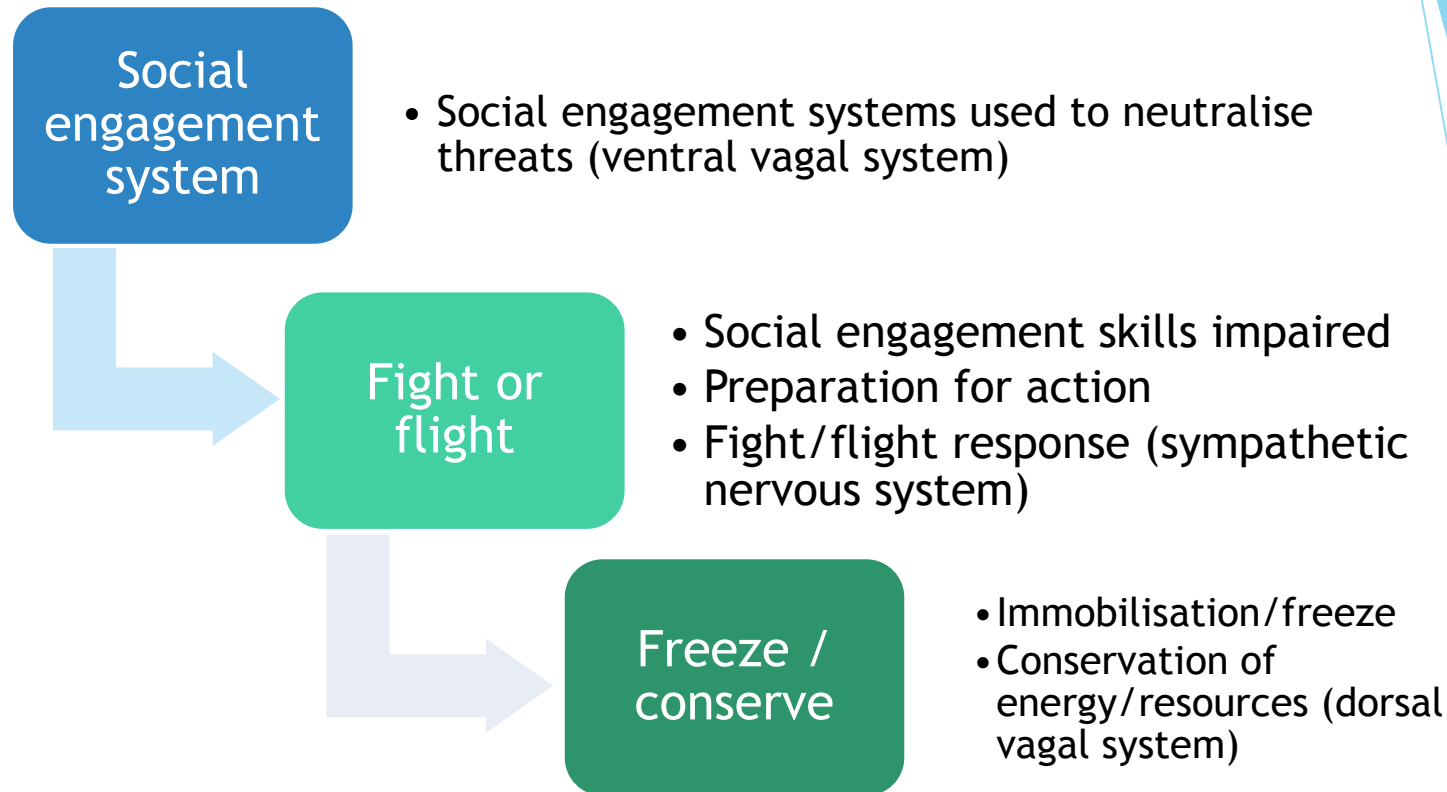 Social
engagement
system
• Social engagement systems used to neutralise
threats (ventral vagal system)
Fight or
flight
• Social engagement skills impaired
• Preparation for action
• Fight/flight response (sympathetic
nervous system)
Freeze /
conserve
•Immobilisation/freeze
•Conservation of
energy/resources (dorsal
vagal system)